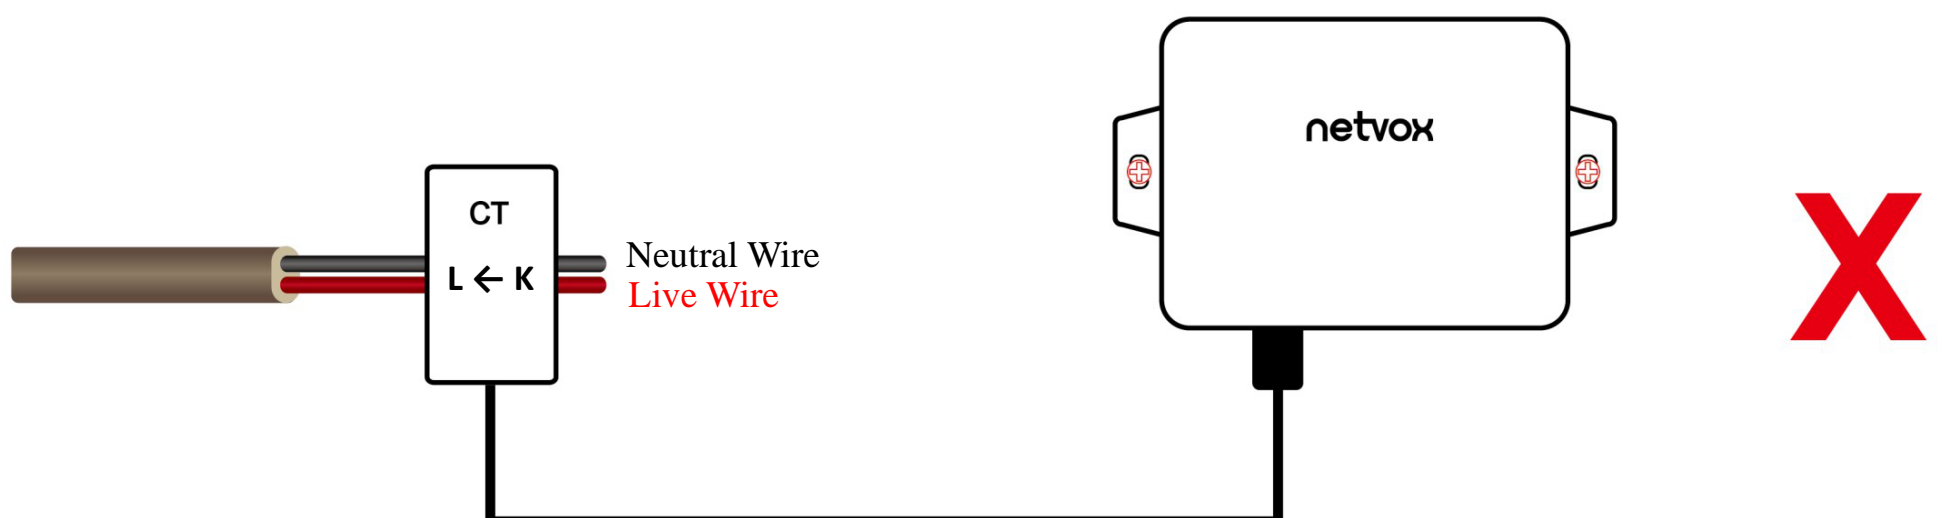 netvox
CT
L ← K
Neutral Wire
Live Wire
X